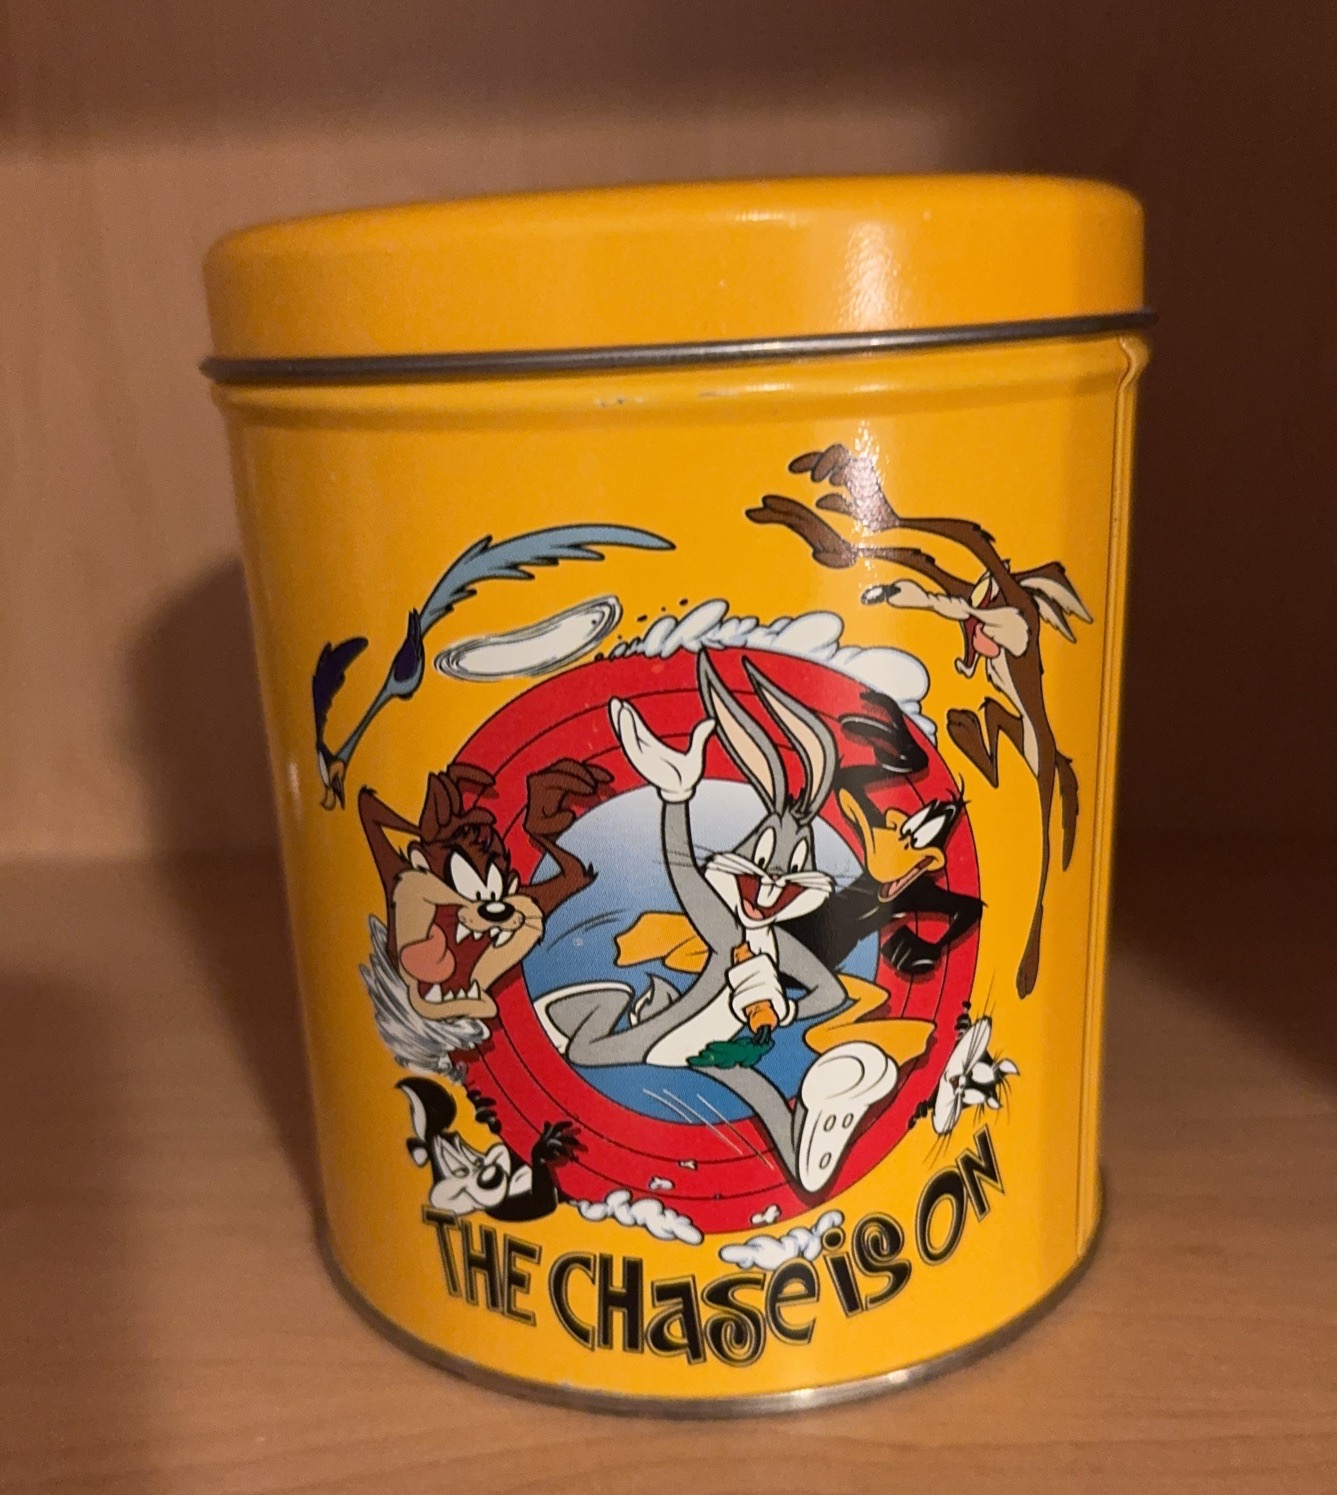 THE CHaSe iS ON